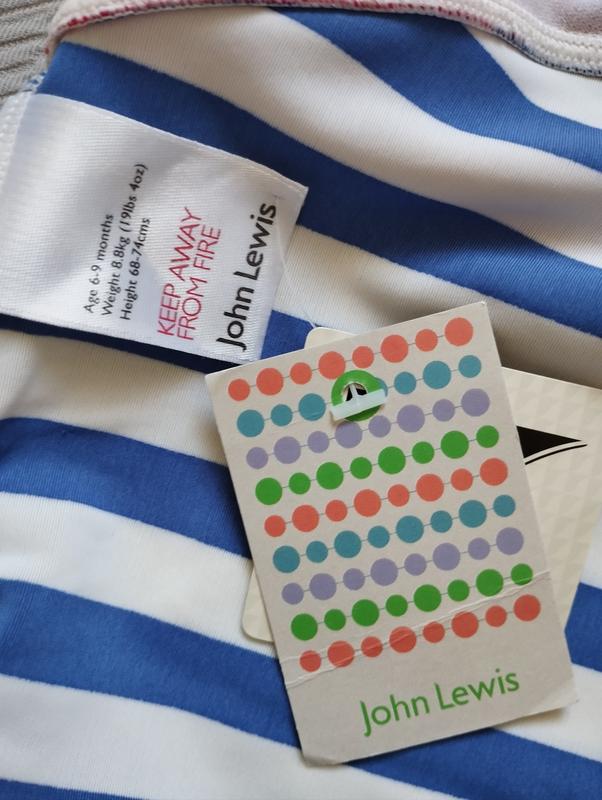 Age 6-9 months
Weight 8.8kg (19lbs 4oz)
Height 68-74cms
KEEP AWAY
FROM FIRE
John Lewis
John Lewis